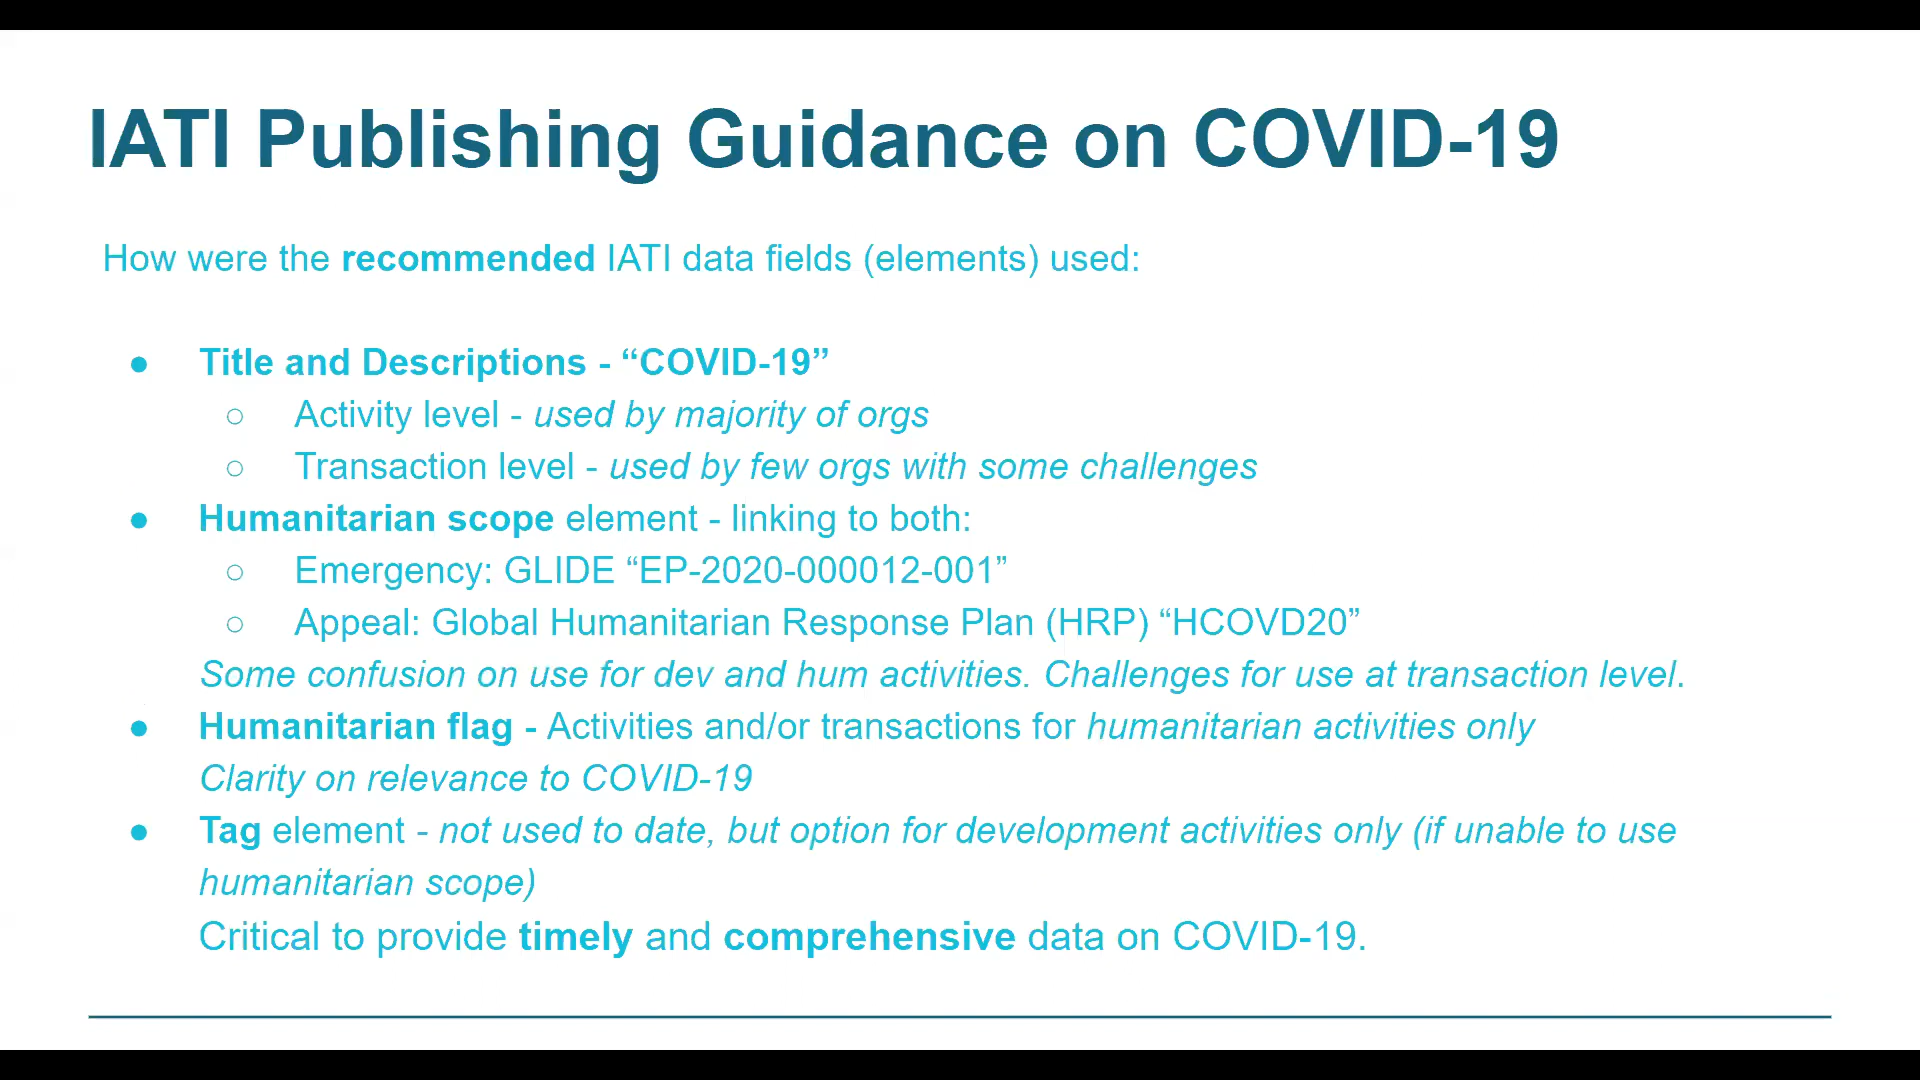 IATI Publishing Guidance on COVID-19
How were the recommended IATI data fields (elements) used:
● Title and Descriptions - “COVID-19”
○ Activity level - used by majority of orgs
○ Transaction level - used by few orgs with some challenges
● Humanitarian scope element - linking to both:
○ Emergency: GLIDE “EP-2020-000012-001”
○ Appeal: Global Humanitarian Response Plan (HRP) “HCOVD20”
Some confusion on use for dev and hum activities. Challenges for use at transaction level.
● Humanitarian flag - Activities and/or transactions for humanitarian activities only
Clarity on relevance to COVID-19
● Tag element - not used to date, but option for development activities only (if unable to use
humanitarian scope)
Critical to provide timely and comprehensive data on COVID-19.